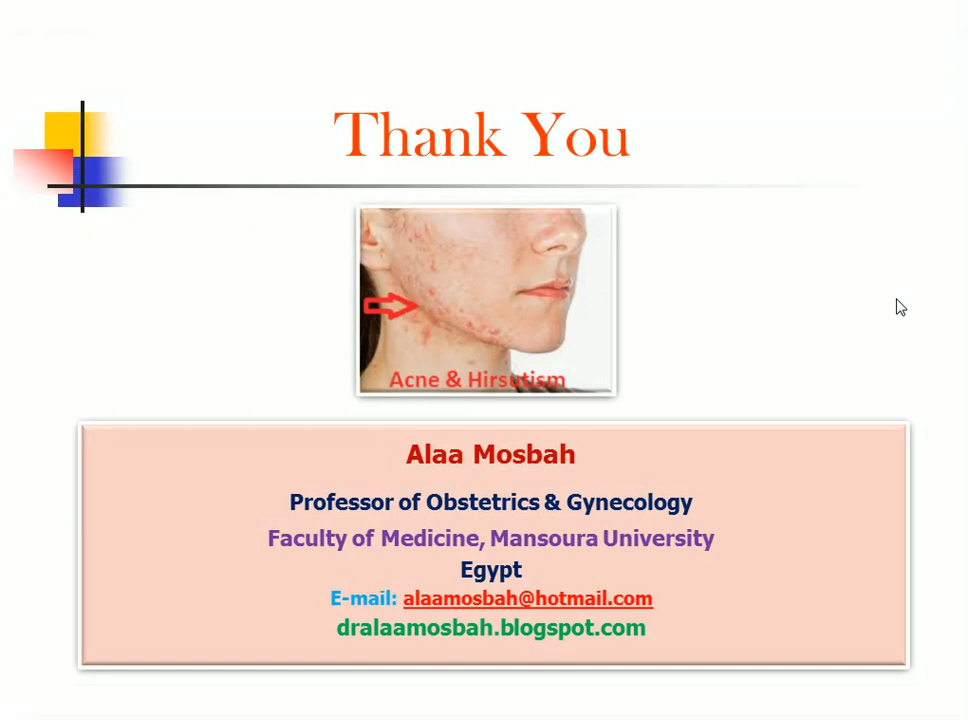 Thank You
Acne & Hirsutism
Alaa Mosbah
Professor of Obstetrics & Gynecology
Faculty of Medicine, Mansoura University
Egypt
E-mail: alaamosbah@hotmail.com
dralaamosbah.blogspot.com